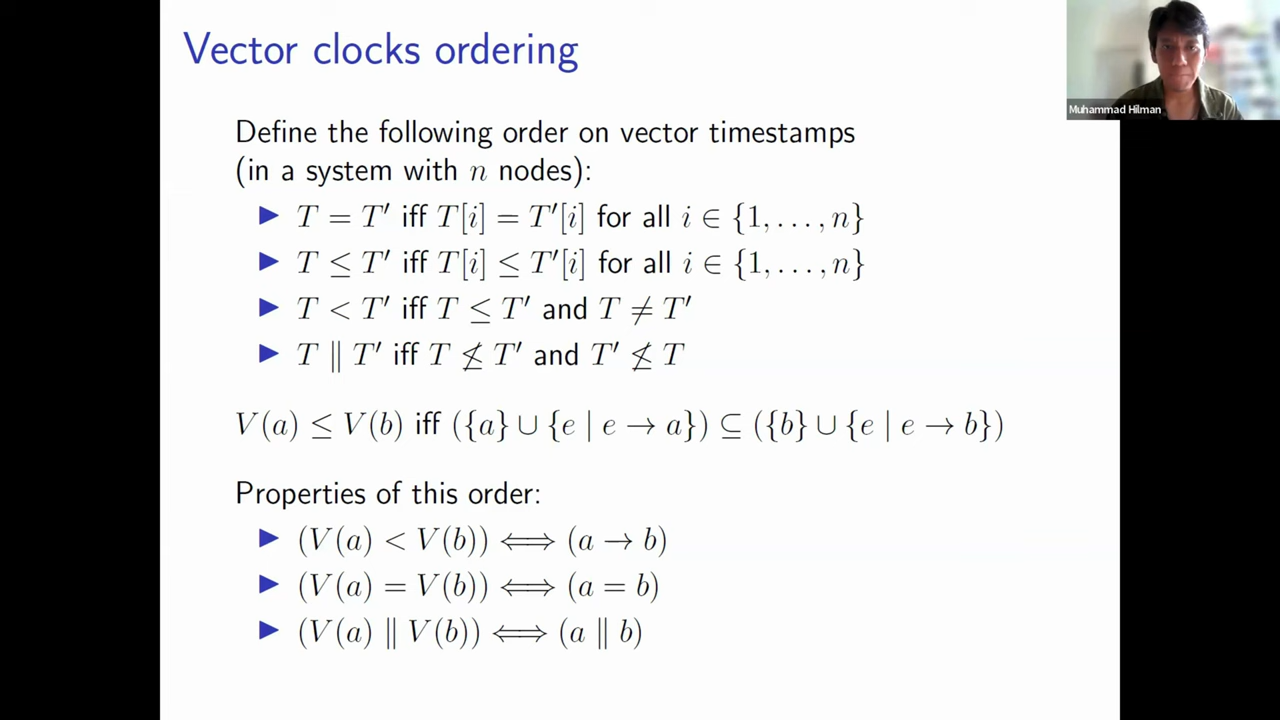 Vector clocks ordering
Muhammad Hilman
Define the following order on vector timestamps
(in a system with n nodes):
▶ T = T′ iff T[i] = T′[i] for all i ∈ {1, . . . , n}
▶ T ≤ T′ iff T[i] ≤ T′[i] for all i ∈ {1, . . . , n}
▶ T < T′ iff T ≤ T′ and T ≠ T′
▶ T ∥ T′ iff T ≰ T′ and T′ ≰ T
V(a) ≤ V(b) iff ({a} ∪ {e | e → a}) ⊆ ({b} ∪ {e | e → b})
Properties of this order:
▶ (V(a) < V(b)) ⟺ (a → b)
▶ (V(a) = V(b)) ⟺ (a = b)
▶ (V(a) ∥ V(b)) ⟺ (a ∥ b)